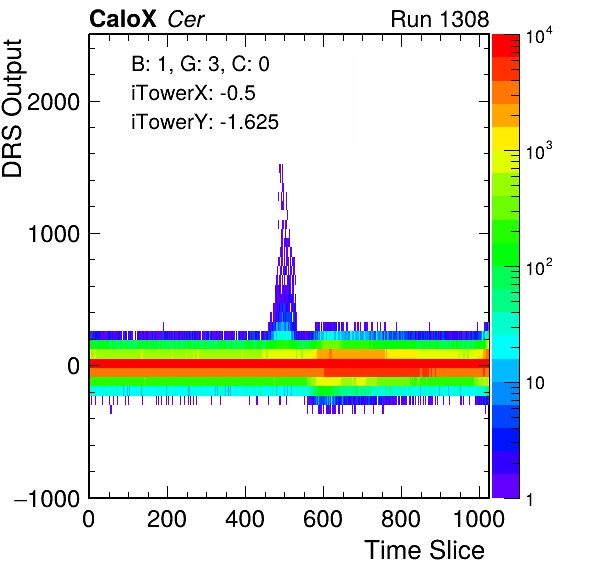 CaloX Cer Run 1308
B: 1, G: 3, C: 0
iTowerX: -0.5
iTowerY: -1.625
DRS Output
2000
1000
0
−1000
0 200 400 600 800 1000
Time Slice
10^4
10^3
10^2
10
1